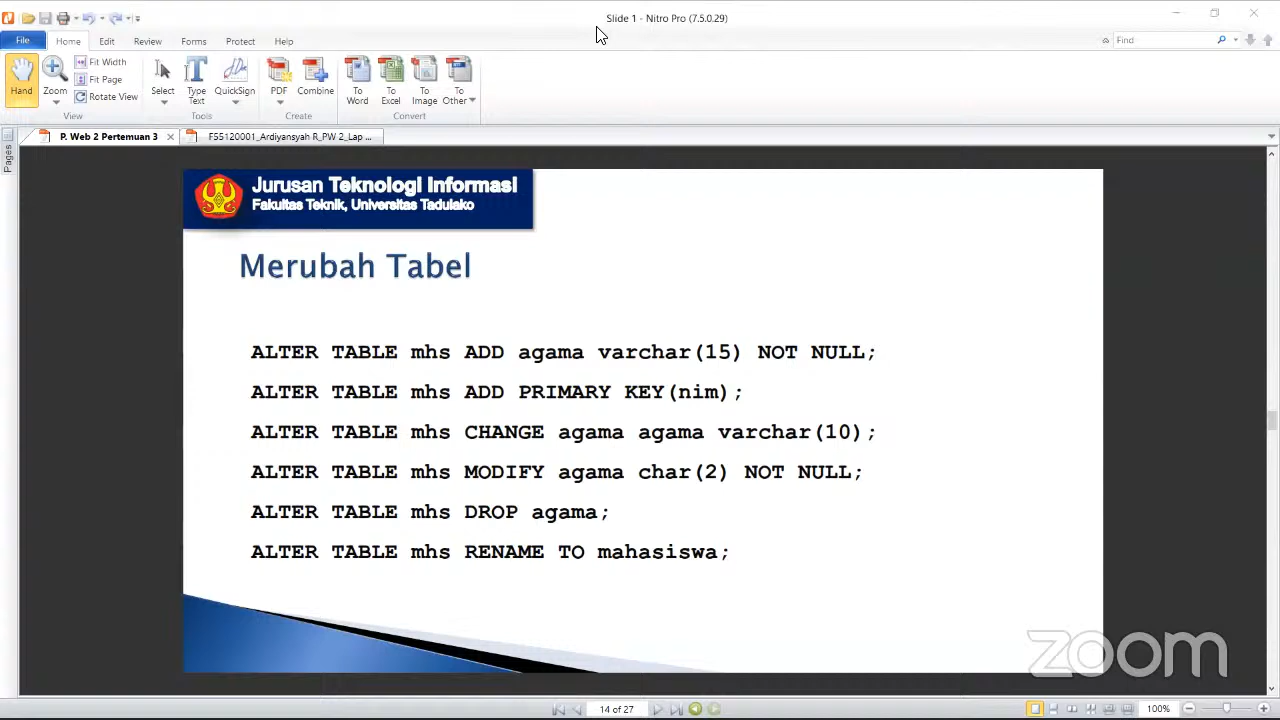 Slide 1 - Nitro Pro (7.5.0.29)
File Home Edit Review Forms Protect Help
Find
Hand
Zoom
Fit Width
Fit Page
Rotate View
View
Select
Type Text
QuickSign
Tools
PDF
Combine
Create
To Word
To Excel
To Image
To Other
Convert
P. Web 2 Pertemuan 3
F55120001_Ardiyansyah R_PW 2_Lap ...
Pages
Jurusan Teknologi Informasi
Fakultas Teknik, Universitas Tadulako
Merubah Tabel
ALTER TABLE mhs ADD agama varchar(15) NOT NULL;
ALTER TABLE mhs ADD PRIMARY KEY(nim);
ALTER TABLE mhs CHANGE agama agama varchar(10);
ALTER TABLE mhs MODIFY agama char(2) NOT NULL;
ALTER TABLE mhs DROP agama;
ALTER TABLE mhs RENAME TO mahasiswa;
zoom
14 of 27
100%